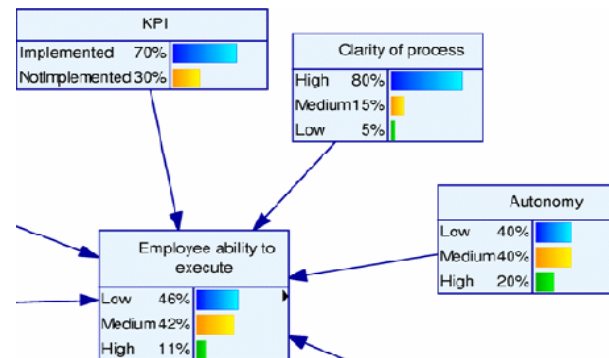 KPI
Implemented 70%
NotImplemented 30%
Clarity of process
High 80%
Medium 15%
Low 5%
Autonomy
Low 40%
Medium 40%
High 20%
Employee ability to
execute
Low 46%
Medium 42%
High 11%